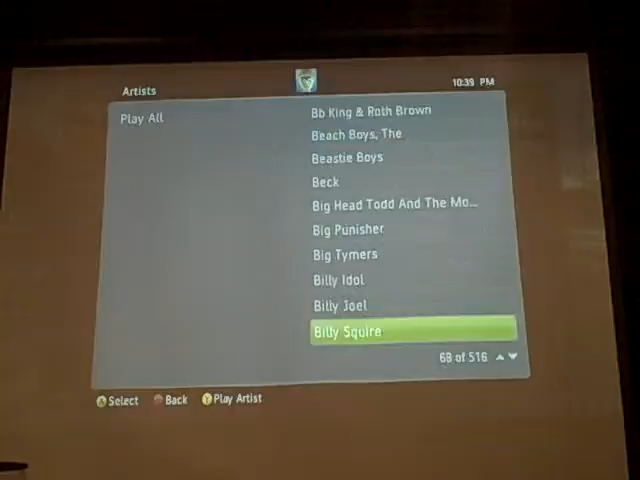 Artists
10:39 PM
Play All
Bb King & Roth Brown
Beach Boys, The
Beastie Boys
Beck
Big Head Todd And The Mo...
Big Punisher
Big Tymers
Billy Idol
Billy Joel
Billy Squire
68 of 516
A Select
Back
Y Play Artist